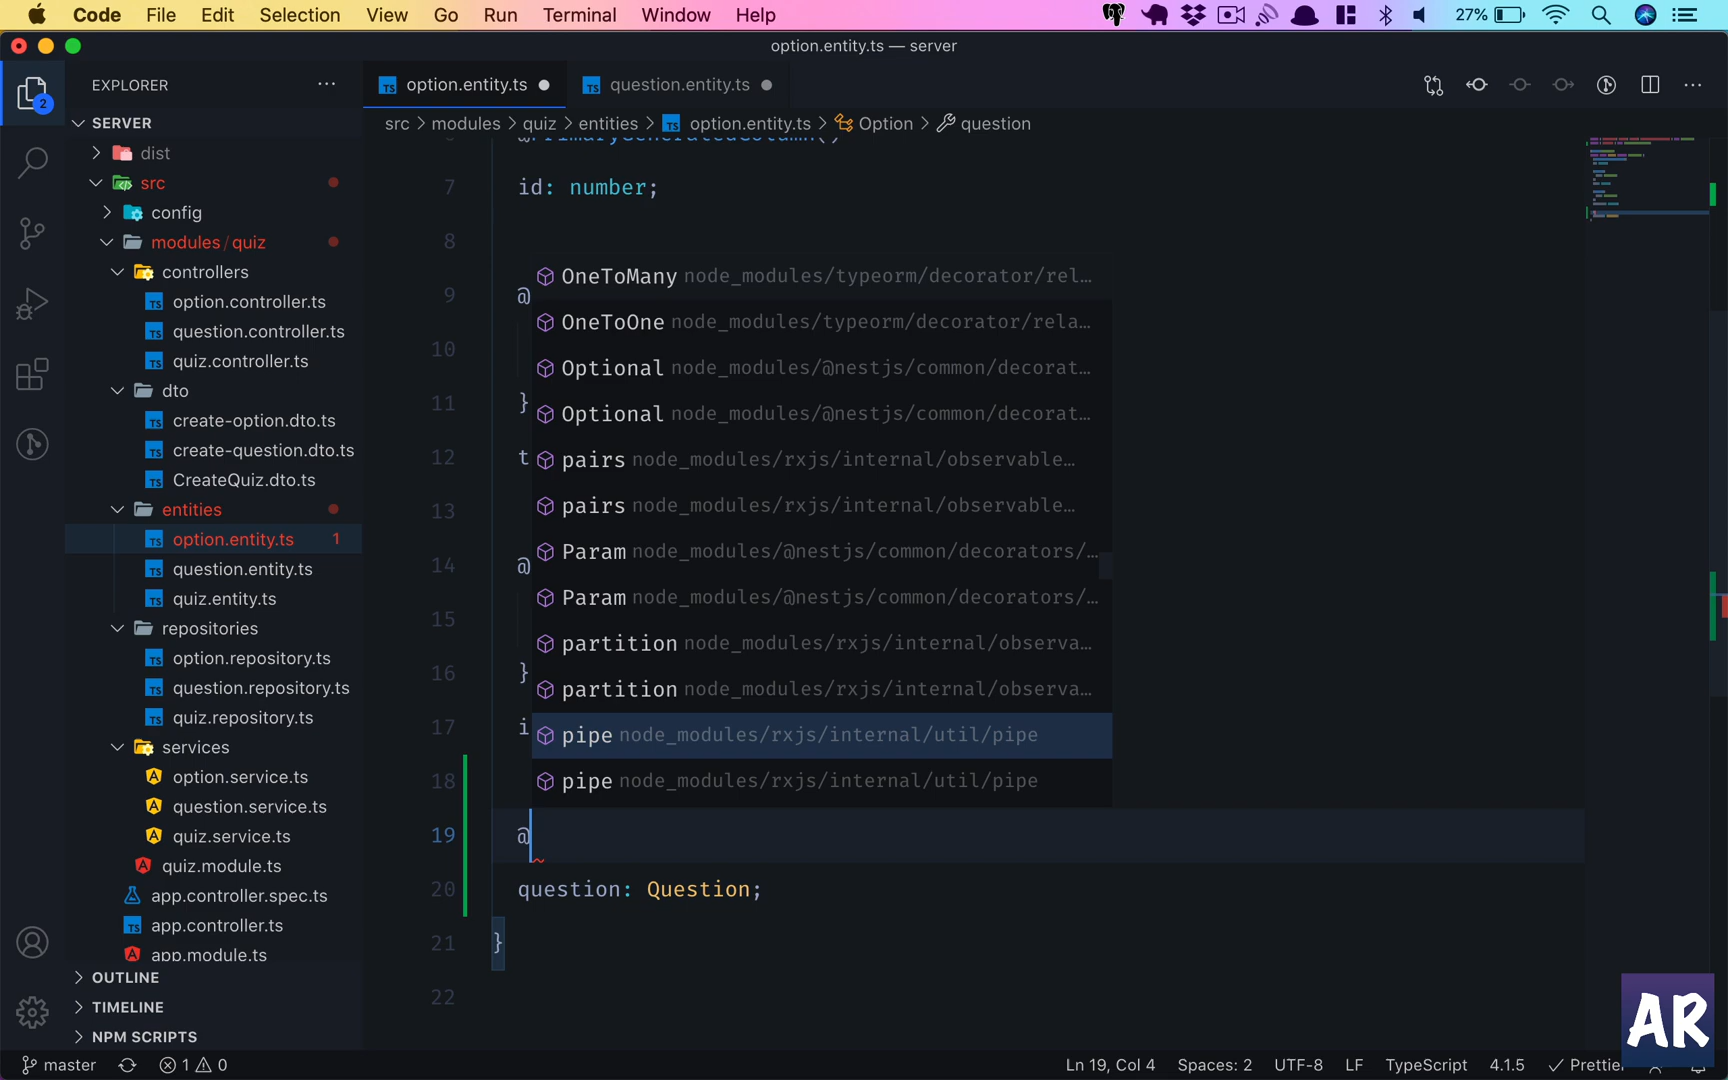 Code File Edit Selection View Go Run Terminal Window Help 27%
option.entity.ts — server
EXPLORER
option.entity.ts
question.entity.ts
SERVER
src > modules > quiz > entities > TS option.entity.ts > Option > question
dist
src
config
modules / quiz
controllers
option.controller.ts
question.controller.ts
quiz.controller.ts
dto
create-option.dto.ts
create-question.dto.ts
CreateQuiz.dto.ts
entities
option.entity.ts 1
question.entity.ts
quiz.entity.ts
repositories
option.repository.ts
question.repository.ts
quiz.repository.ts
services
option.service.ts
question.service.ts
quiz.service.ts
quiz.module.ts
app.controller.spec.ts
app.controller.ts
app.module.ts
OUTLINE
TIMELINE
NPM SCRIPTS
@PrimaryGeneratedColumn()
7 id: number;
8
9 @
10
11 }
12 t
13
14 @
15
16 }
17 i
18
19 @
20 question: Question;
21 }
22
OneToMany node_modules/typeorm/decorator/rel…
OneToOne node_modules/typeorm/decorator/rela…
Optional node_modules/@nestjs/common/decorat…
Optional node_modules/@nestjs/common/decorat…
pairs node_modules/rxjs/internal/observable…
pairs node_modules/rxjs/internal/observable…
Param node_modules/@nestjs/common/decorators/…
Param node_modules/@nestjs/common/decorators/…
partition node_modules/rxjs/internal/observa…
partition node_modules/rxjs/internal/observa…
pipe node_modules/rxjs/internal/util/pipe
pipe node_modules/rxjs/internal/util/pipe
AR
master 1 0 Ln 19, Col 4 Spaces: 2 UTF-8 LF TypeScript 4.1.5 Prettier